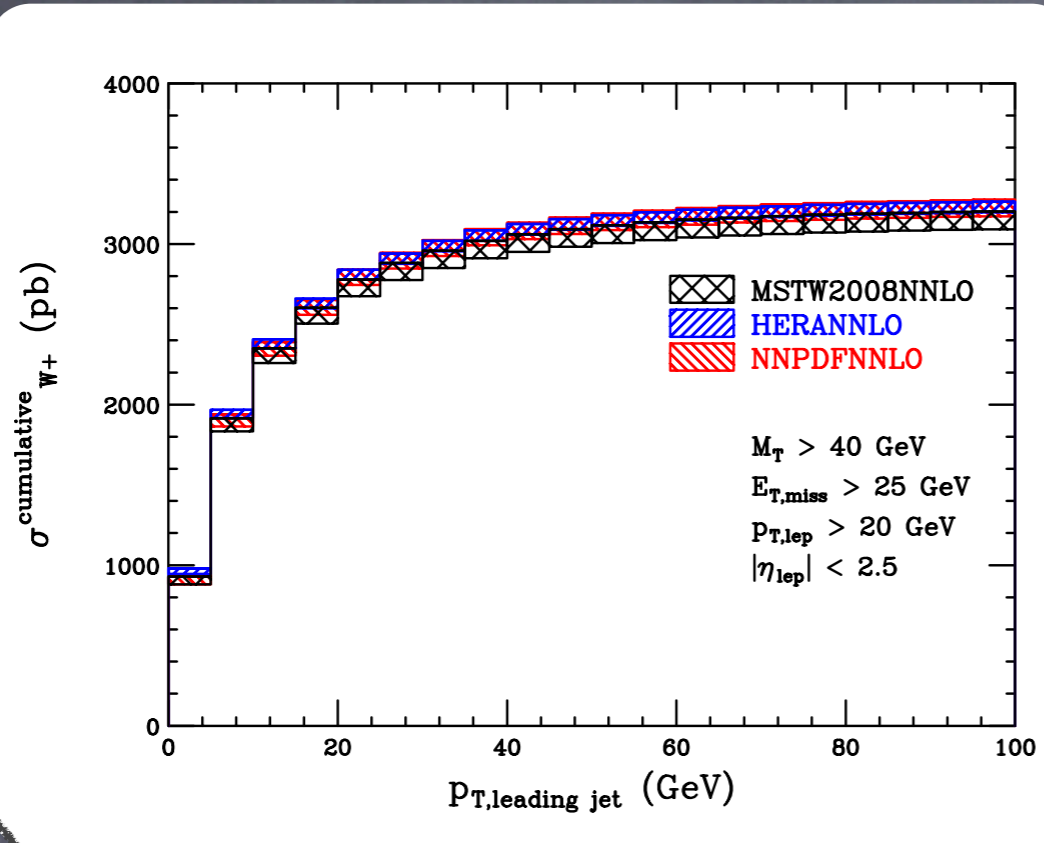 4000
3000
2000
1000
0
σ^cumulative_W+ (pb)
MSTW2008NNLO
HERANNLO
NNPDFNNLO
M_T > 40 GeV
E_T,miss > 25 GeV
p_T,lep > 20 GeV
|η_lep| < 2.5
0 20 40 60 80 100
p_T,leading jet (GeV)